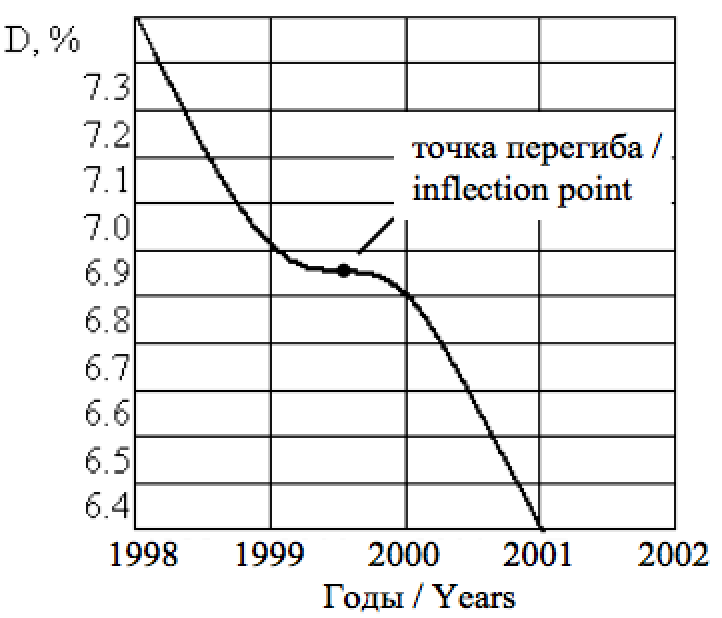 D, %
7.3
7.2
7.1
7.0
6.9
6.8
6.7
6.6
6.5
6.4
точка перегиба /
inflection point
1998 1999 2000 2001 2002
Годы / Years